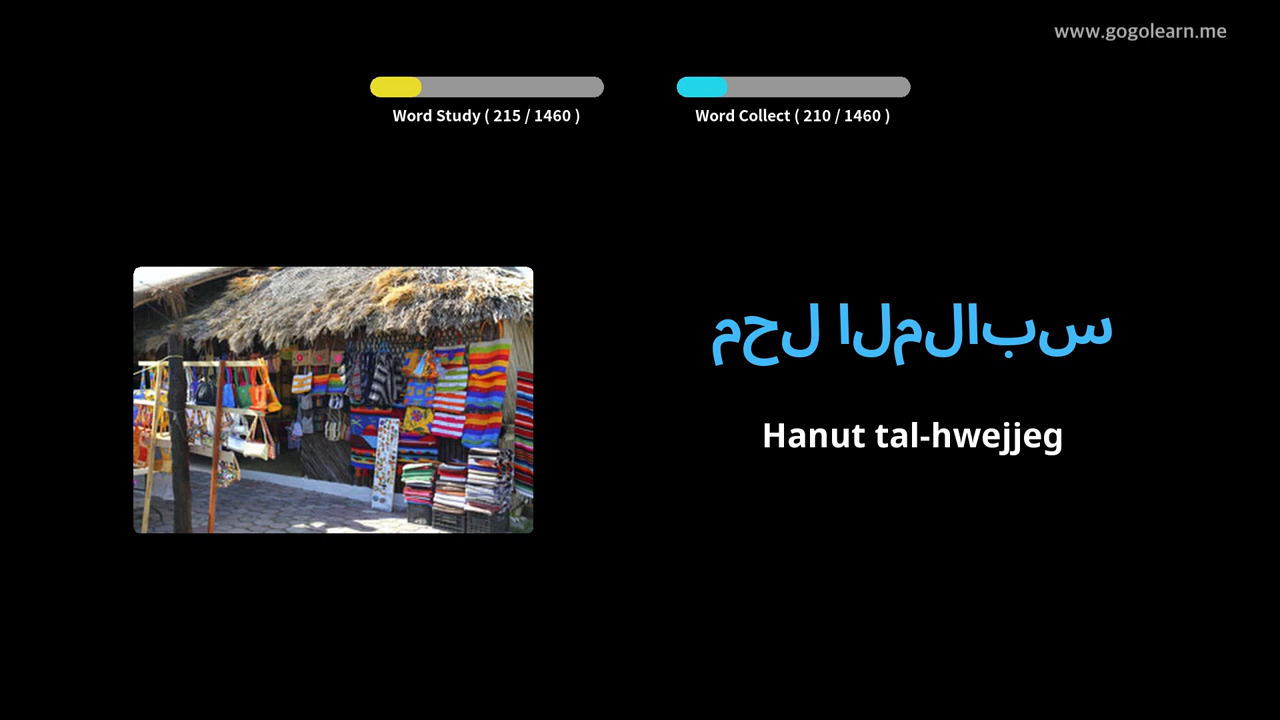 www.gogolearn.me
Word Study ( 215 / 1460 )
Word Collect ( 210 / 1460 )
محل الملابس
Hanut tal-hwejjeg